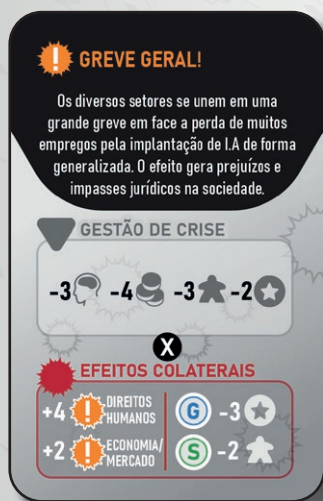 ! GREVE GERAL!
Os diversos setores se unem em uma
grande greve em face a perda de muitos
empregos pela implantação de I.A de forma
generalizada. O efeito gera prejuízos e
impasses jurídicos na sociedade.
GESTÃO DE CRISE
-3 -4 -3 -2
X
EFEITOS COLATERAIS
+4 ! DIREITOS
HUMANOS
G -3
+2 ! ECONOMIA/
MERCADO
S -2